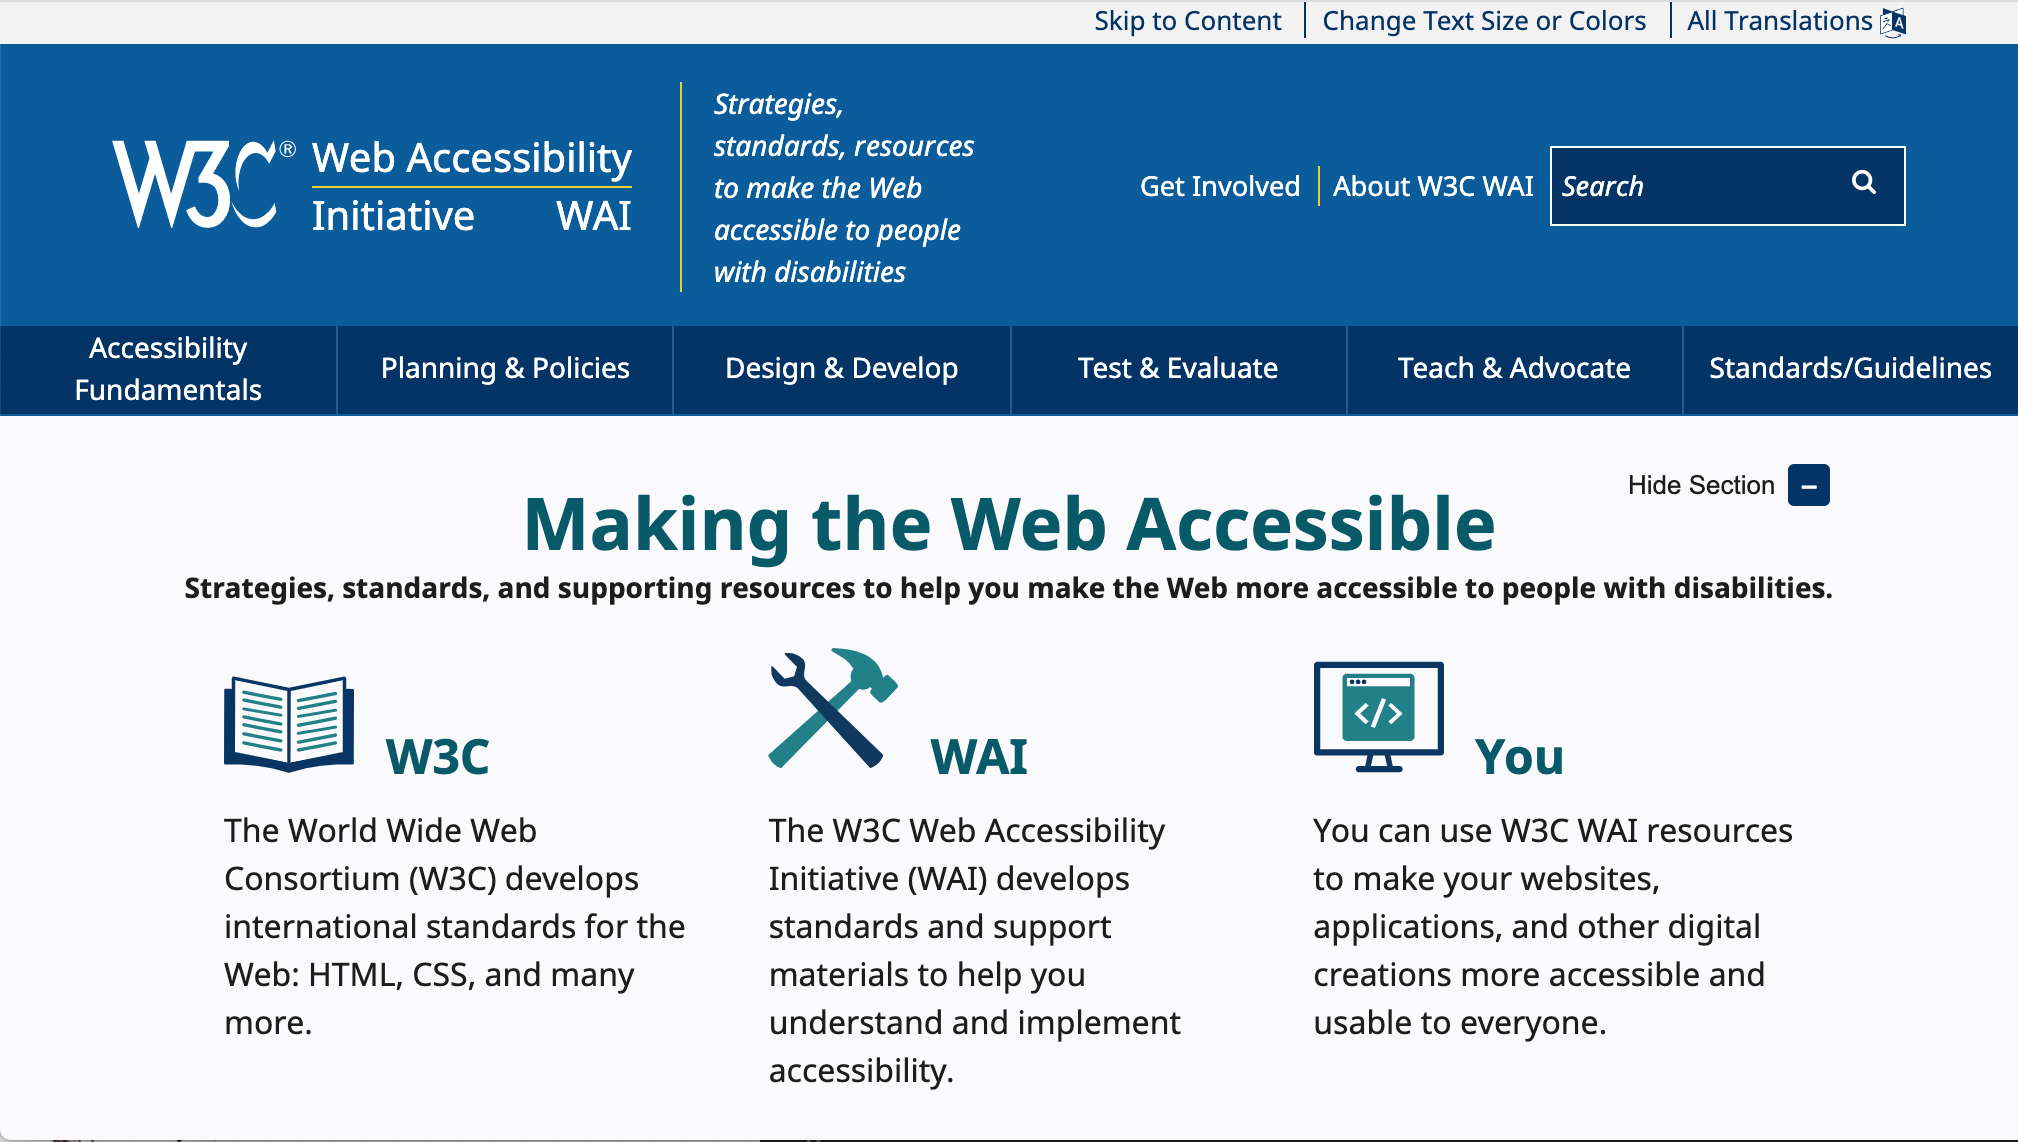 Skip to Content
Change Text Size or Colors
All Translations
W3C®
Web Accessibility
Initiative WAI
Strategies,
standards, resources
to make the Web
accessible to people
with disabilities
Get Involved
About W3C WAI
Search
Accessibility
Fundamentals
Planning & Policies
Design & Develop
Test & Evaluate
Teach & Advocate
Standards/Guidelines
Hide Section
Making the Web Accessible
Strategies, standards, and supporting resources to help you make the Web more accessible to people with disabilities.
W3C
The World Wide Web
Consortium (W3C) develops
international standards for the
Web: HTML, CSS, and many
more.
WAI
The W3C Web Accessibility
Initiative (WAI) develops
standards and support
materials to help you
understand and implement
accessibility.
You
You can use W3C WAI resources
to make your websites,
applications, and other digital
creations more accessible and
usable to everyone.